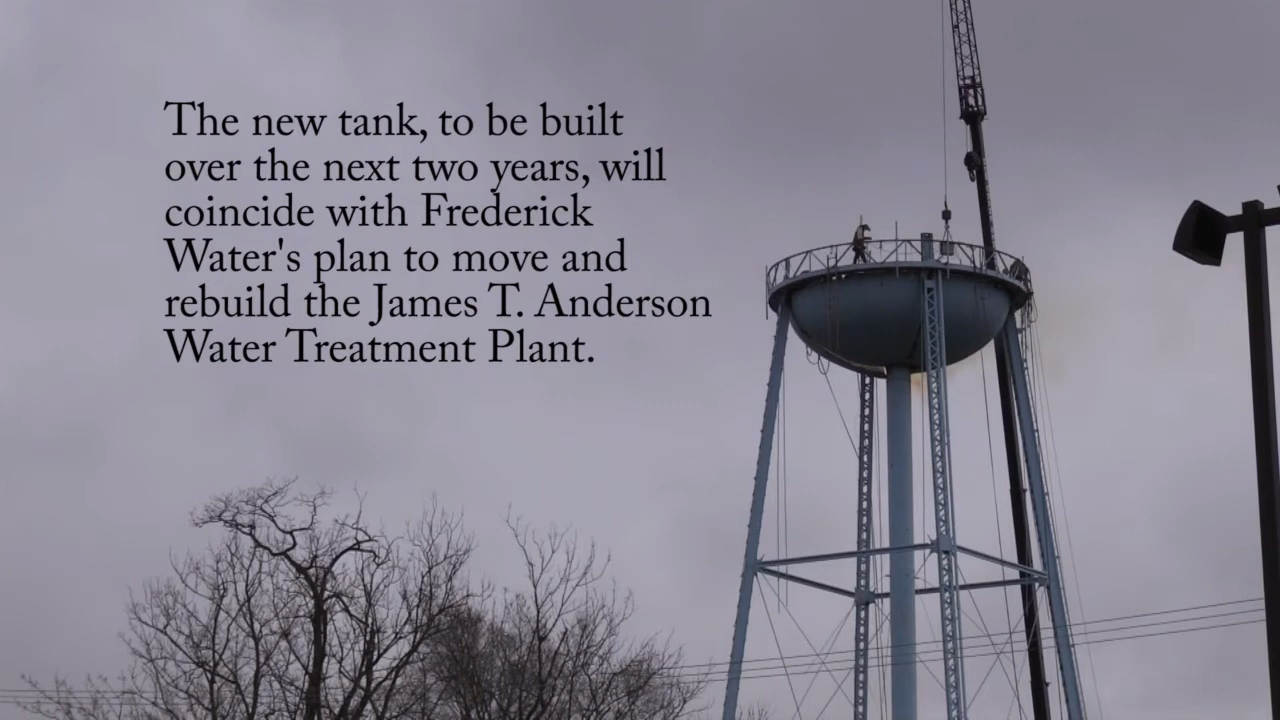 The new tank, to be built
over the next two years, will
coincide with Frederick
Water's plan to move and
rebuild the James T. Anderson
Water Treatment Plant.